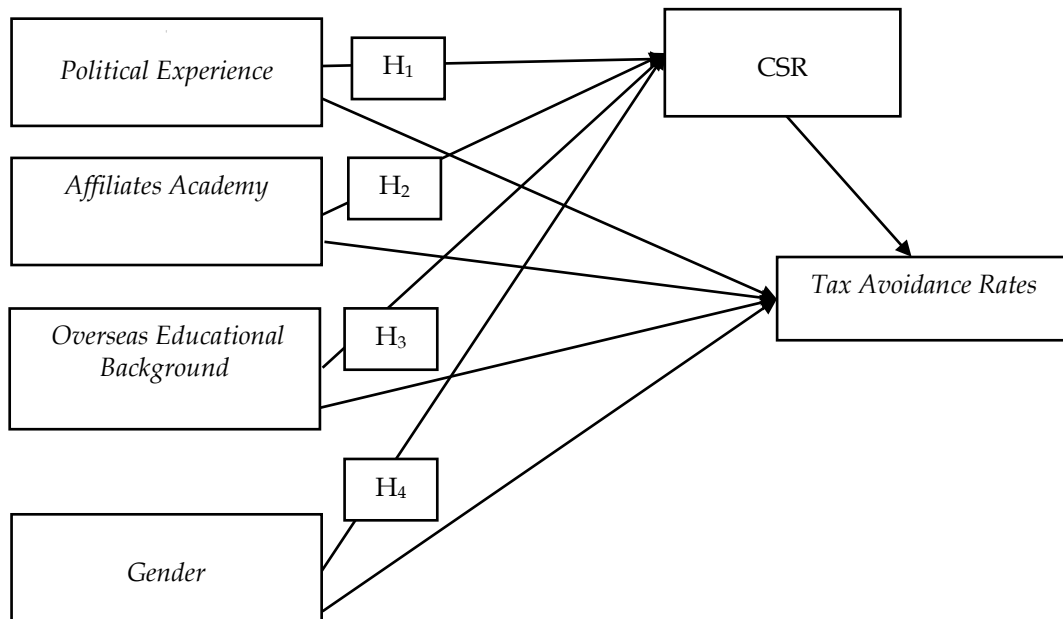 Political Experience
H₁
CSR
Affiliates Academy
H₂
Tax Avoidance Rates
Overseas Educational
Background
H₃
H₄
Gender